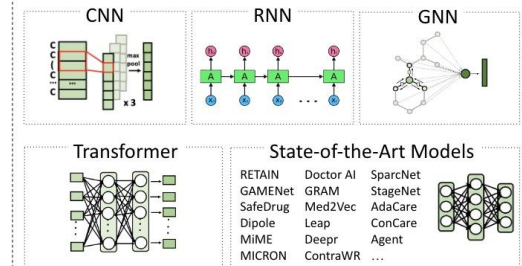 CNN
C
C
(
C
...
C
max
pool
x 3
RNN
A A A A
GNN
Transformer
State-of-the-Art Models
RETAIN Doctor AI SparcNet
GAMENet GRAM StageNet
SafeDrug Med2Vec AdaCare
Dipole Leap ConCare
MiME Deepr Agent
MICRON ContraWR ...